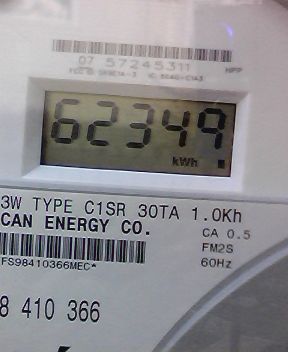 07 57245311
HPP
62349
kWh
3W TYPE C1SR 30TA 1.0Kh
CAN ENERGY CO.
CA 0.5
FM2S
60Hz
FS98410366MEC*
8 410 366